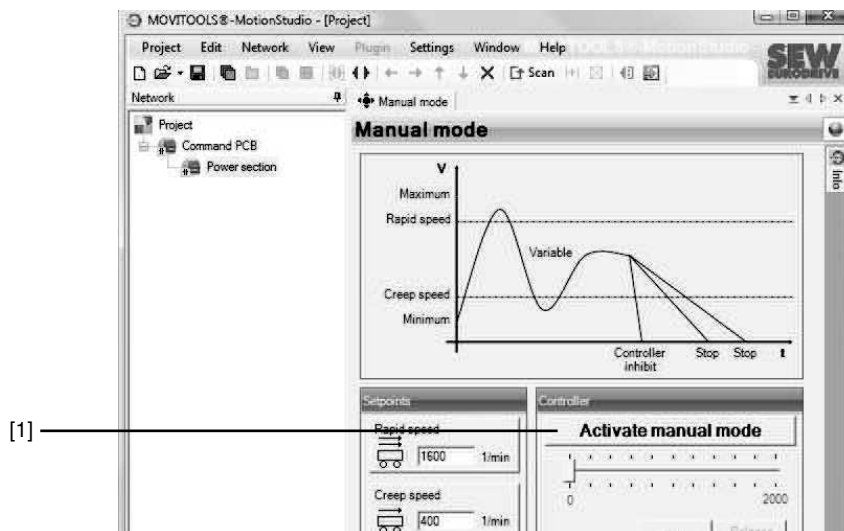 MOVITOOLS®-MotionStudio - [Project]
Project Edit Network View Plugin Settings Window Help
SEW
EURODRIVE
Scan
Network
Manual mode
Project
Command PCB
Power section
Manual mode
Info
V
Maximum
Rapid speed
Variable
Creep speed
Minimum
Controller inhibit
Stop
Stop
t
Setpoints
Controller
[1]
Rapid speed
1600 1/min
Activate manual mode
0
2000
Creep speed
400 1/min